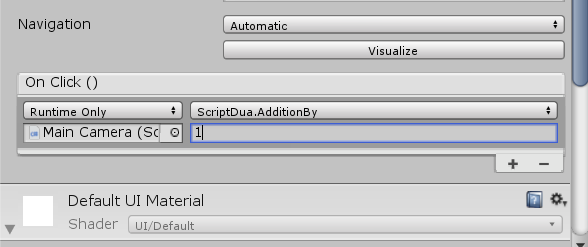 Navigation Automatic
Visualize
On Click ()
Runtime Only ScriptDua.AdditionBy
Main Camera (Sc 1
+ −
Default UI Material
Shader UI/Default